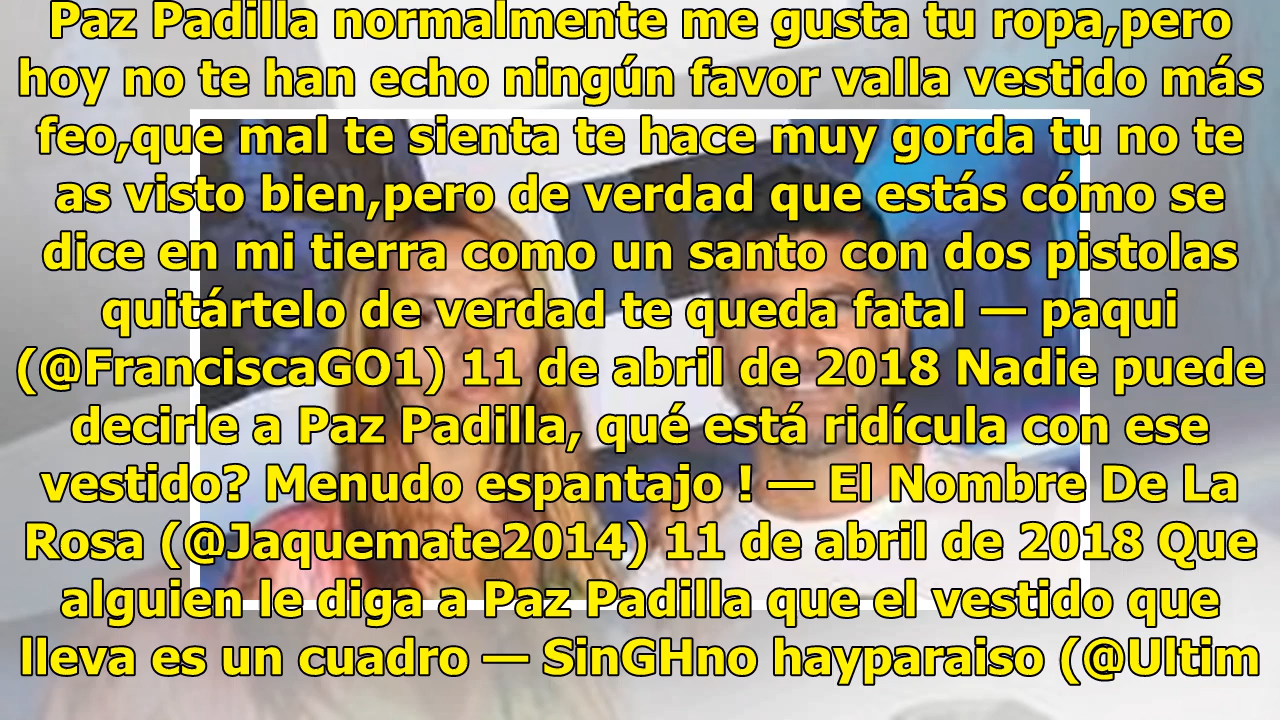 Paz Padilla normalmente me gusta tu ropa,pero
hoy no te han echo ningún favor valla vestido más
feo,que mal te sienta te hace muy gorda tu no te
as visto bien,pero de verdad que estás cómo se
dice en mi tierra como un santo con dos pistolas
quitártelo de verdad te queda fatal — paqui
(@FranciscaGO1) 11 de abril de 2018 Nadie puede
decirle a Paz Padilla, qué está ridícula con ese
vestido? Menudo espantajo ! — El Nombre De La
Rosa (@Jaquemate2014) 11 de abril de 2018 Que
alguien le diga a Paz Padilla que el vestido que
lleva es un cuadro — SinGHno hayparaiso (@Ultim